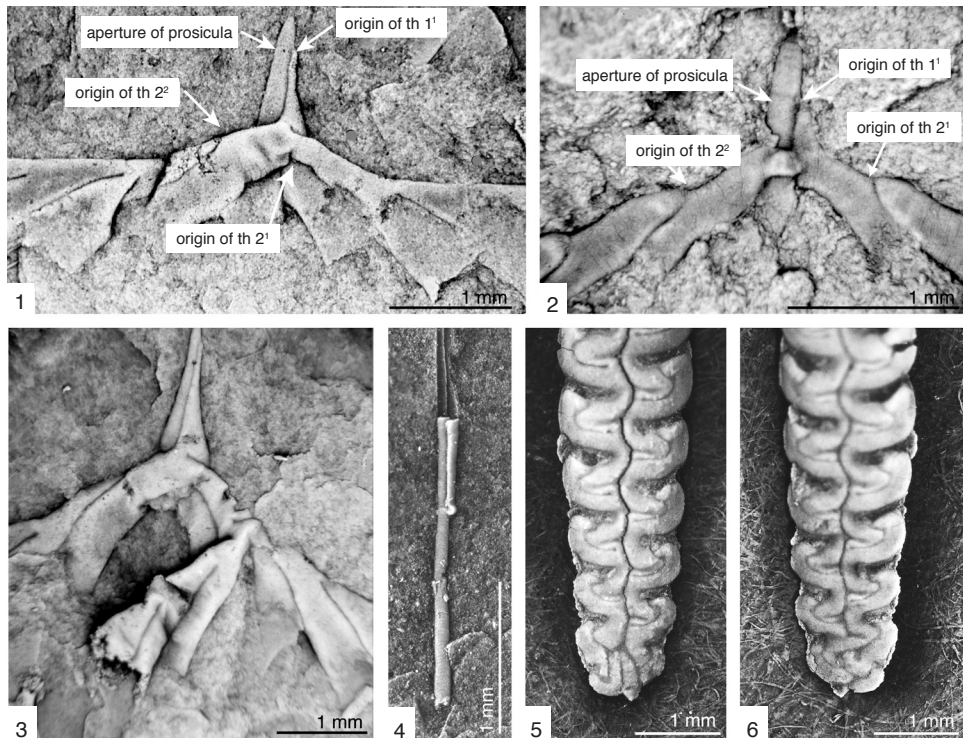 aperture of prosicula
origin of th 1¹
origin of th 2²
origin of th 2¹
1 mm
1
aperture of prosicula
origin of th 1¹
origin of th 2¹
origin of th 2²
1 mm
2
1 mm
3
1 mm
4
1 mm
5
1 mm
6